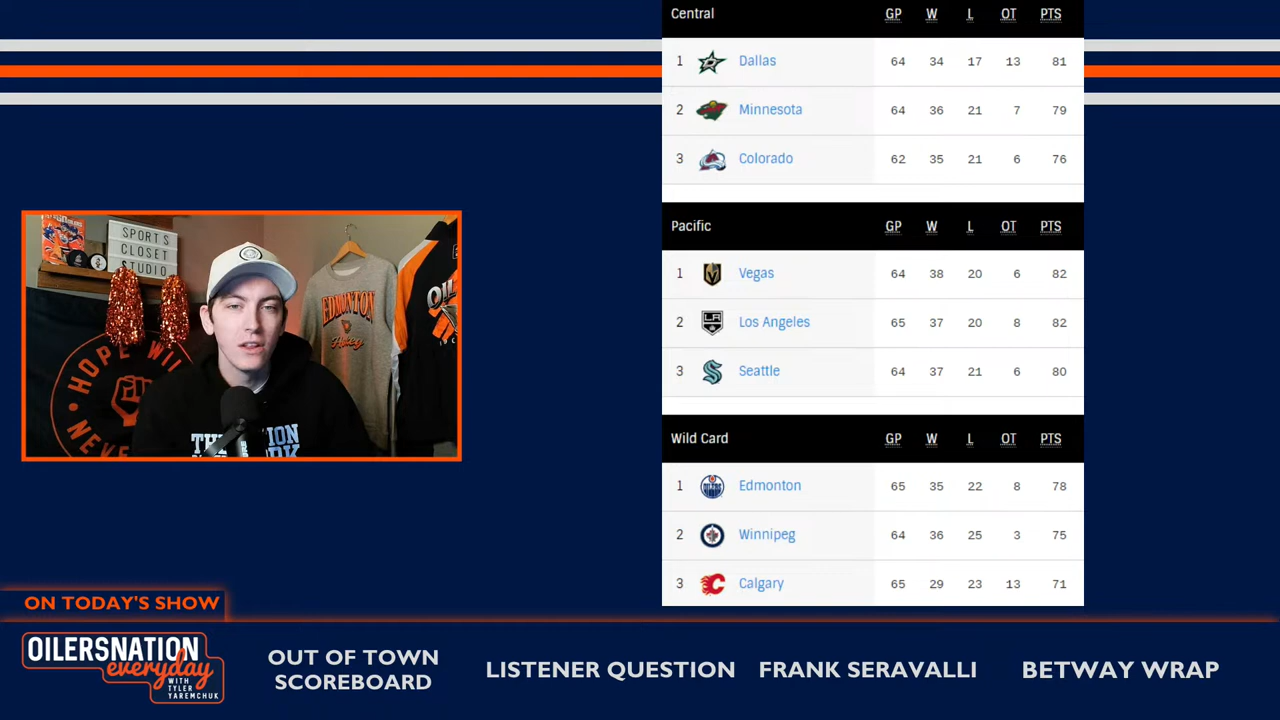 Central GP W L OT PTS
1 Dallas 64 34 17 13 81
2 Minnesota 64 36 21 7 79
3 Colorado 62 35 21 6 76
Pacific GP W L OT PTS
1 Vegas 64 38 20 6 82
2 Los Angeles 65 37 20 8 82
3 Seattle 64 37 21 6 80
Wild Card GP W L OT PTS
1 Edmonton 65 35 22 8 78
2 Winnipeg 64 36 25 3 75
3 Calgary 65 29 23 13 71
SPORTS
CLOSET
STUDIO
EDMONTON
Hockey
HOPE WIL
NEVE
OIL
ON TODAY'S SHOW
OILERSNATION
everyday
WITH
TYLER
YAREMCHUK
OUT OF TOWN
SCOREBOARD
LISTENER QUESTION
FRANK SERAVALLI
BETWAY WRAP